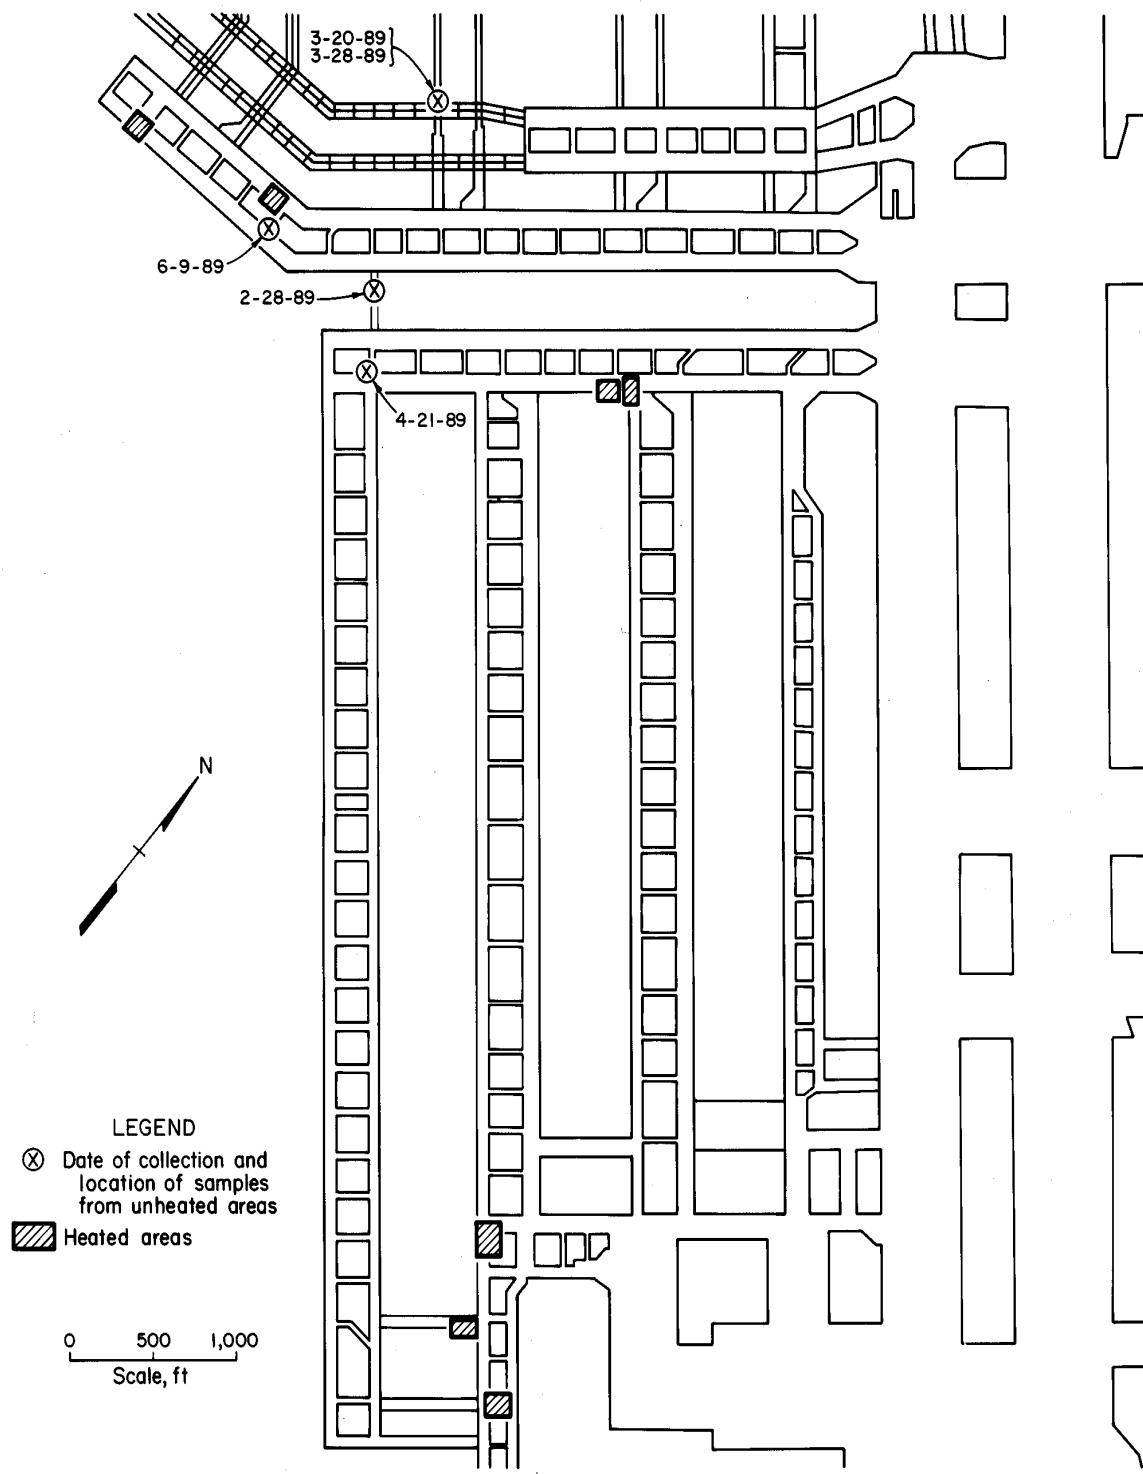 3-20-89
3-28-89
6-9-89
2-28-89
4-21-89
N
LEGEND
Date of collection and
location of samples
from unheated areas
Heated areas
0 500 1,000
Scale, ft